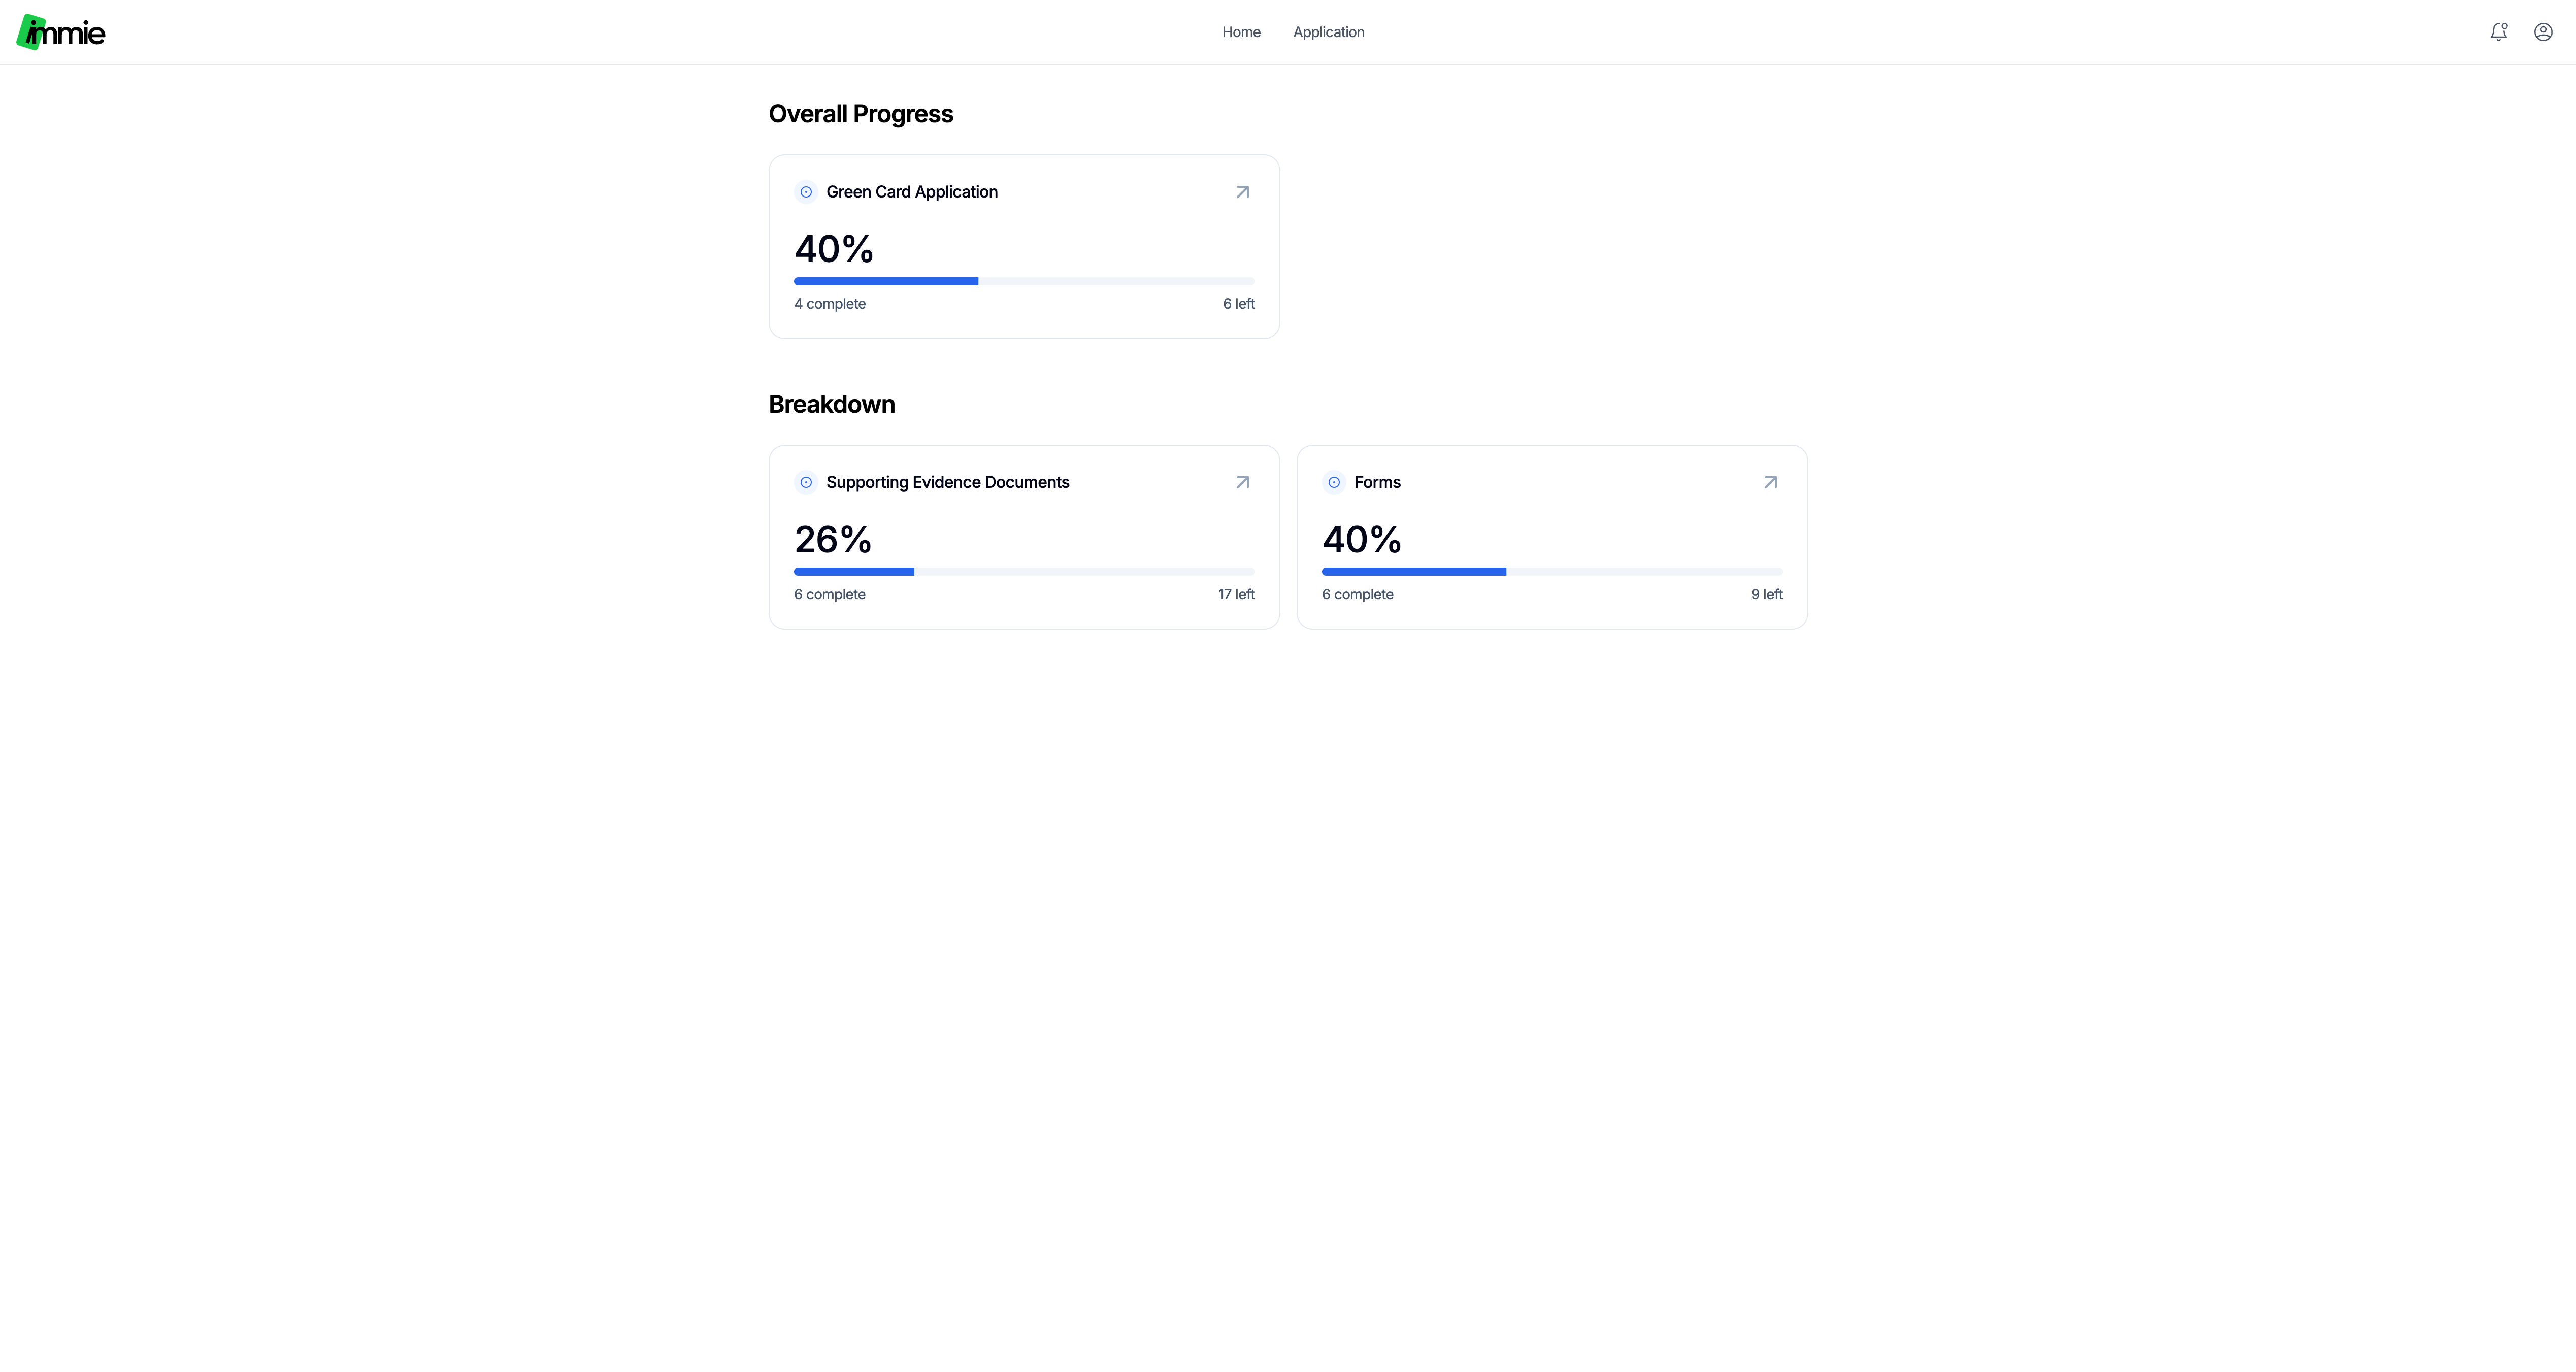 immie
Home
Application
Overall Progress
Green Card Application
40%
4 complete
6 left
Breakdown
Supporting Evidence Documents
26%
6 complete
17 left
Forms
40%
6 complete
9 left